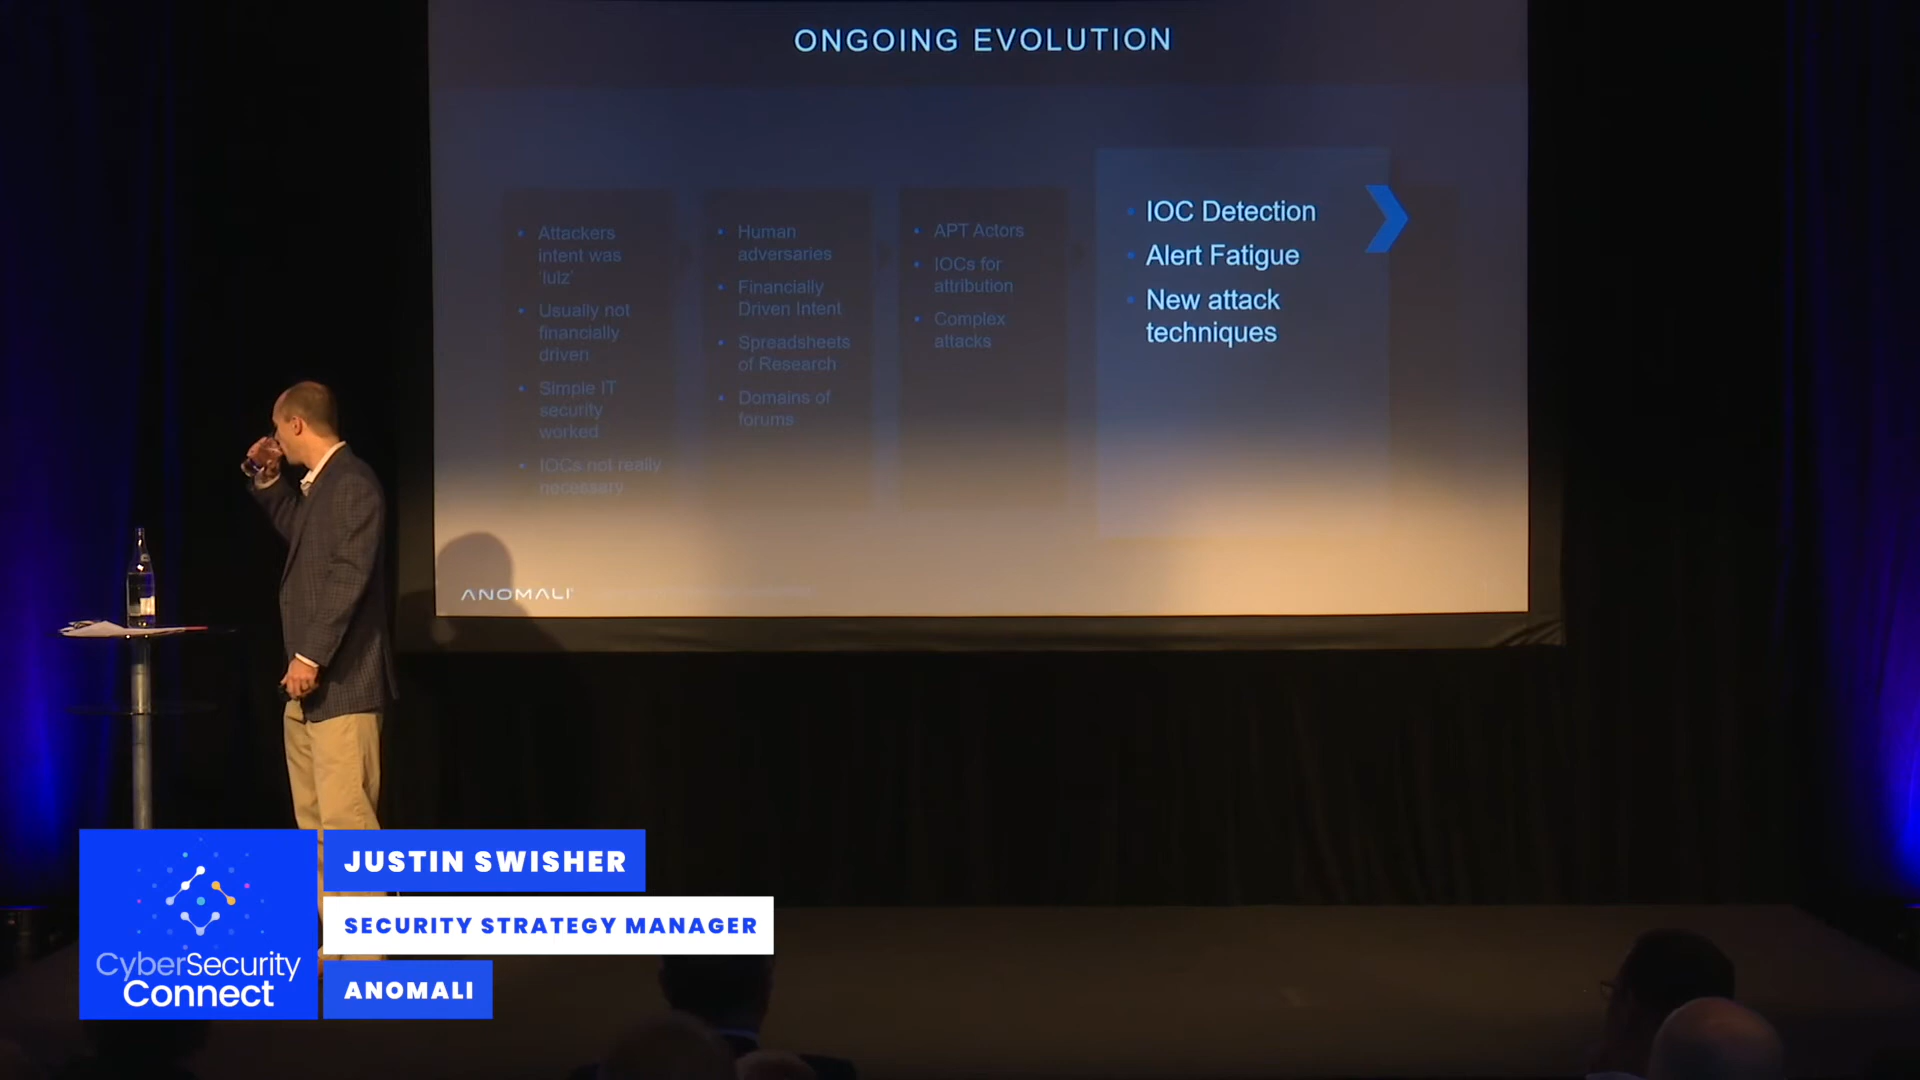 ONGOING EVOLUTION
Attackers
intent was
'lulz'
Usually not
financially
driven
Simple IT
security
worked
IOCs not really
necessary
Human
adversaries
Financially
Driven Intent
Spreadsheets
of Research
Domains of
forums
APT Actors
IOCs for
attribution
Complex
attacks
IOC Detection
Alert Fatigue
New attack
techniques
ANOMALI
JUSTIN SWISHER
SECURITY STRATEGY MANAGER
ANOMALI
CyberSecurity
Connect